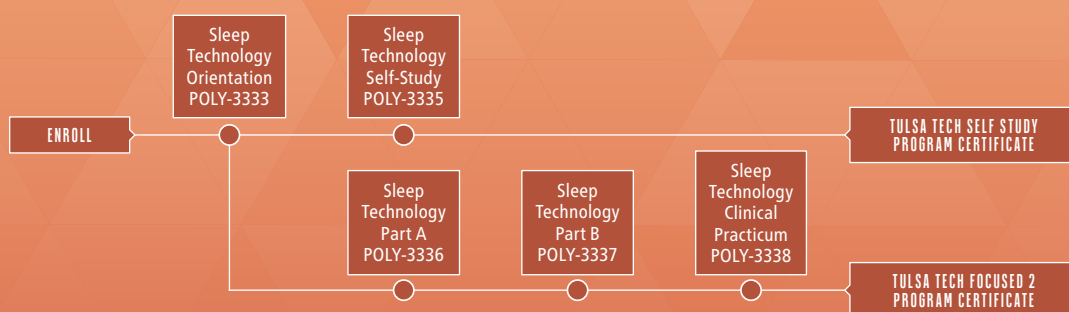 Sleep
Technology
Orientation
POLY-3333
Sleep
Technology
Self-Study
POLY-3335
ENROLL
TULSA TECH SELF STUDY
PROGRAM CERTIFICATE
Sleep
Technology
Part A
POLY-3336
Sleep
Technology
Part B
POLY-3337
Sleep
Technology
Clinical
Practicum
POLY-3338
TULSA TECH FOCUSED 2
PROGRAM CERTIFICATE